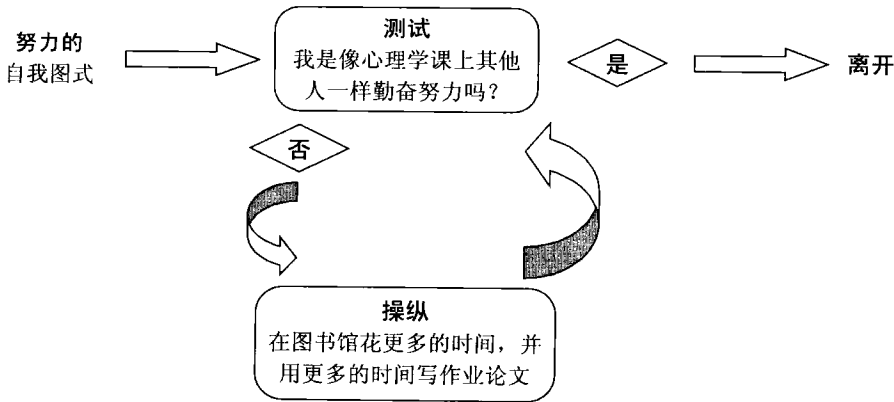 努力的
自我图式
测试
我是像心理学课上其他
人一样勤奋努力吗?
是
离开
否
操纵
在图书馆花更多的时间，并
用更多的时间写作业论文